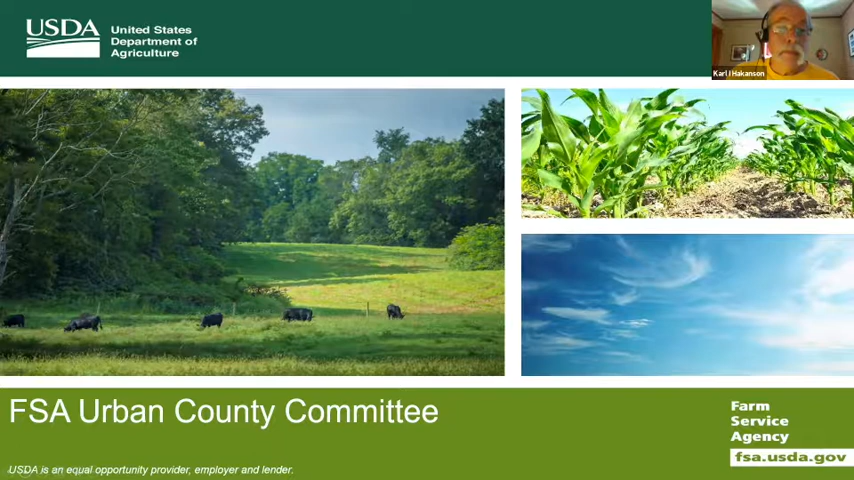 USDA
United States
Department of
Agriculture
Karl Hakanson
FSA Urban County Committee
USDA is an equal opportunity provider, employer and lender.
Farm
Service
Agency
fsa.usda.gov